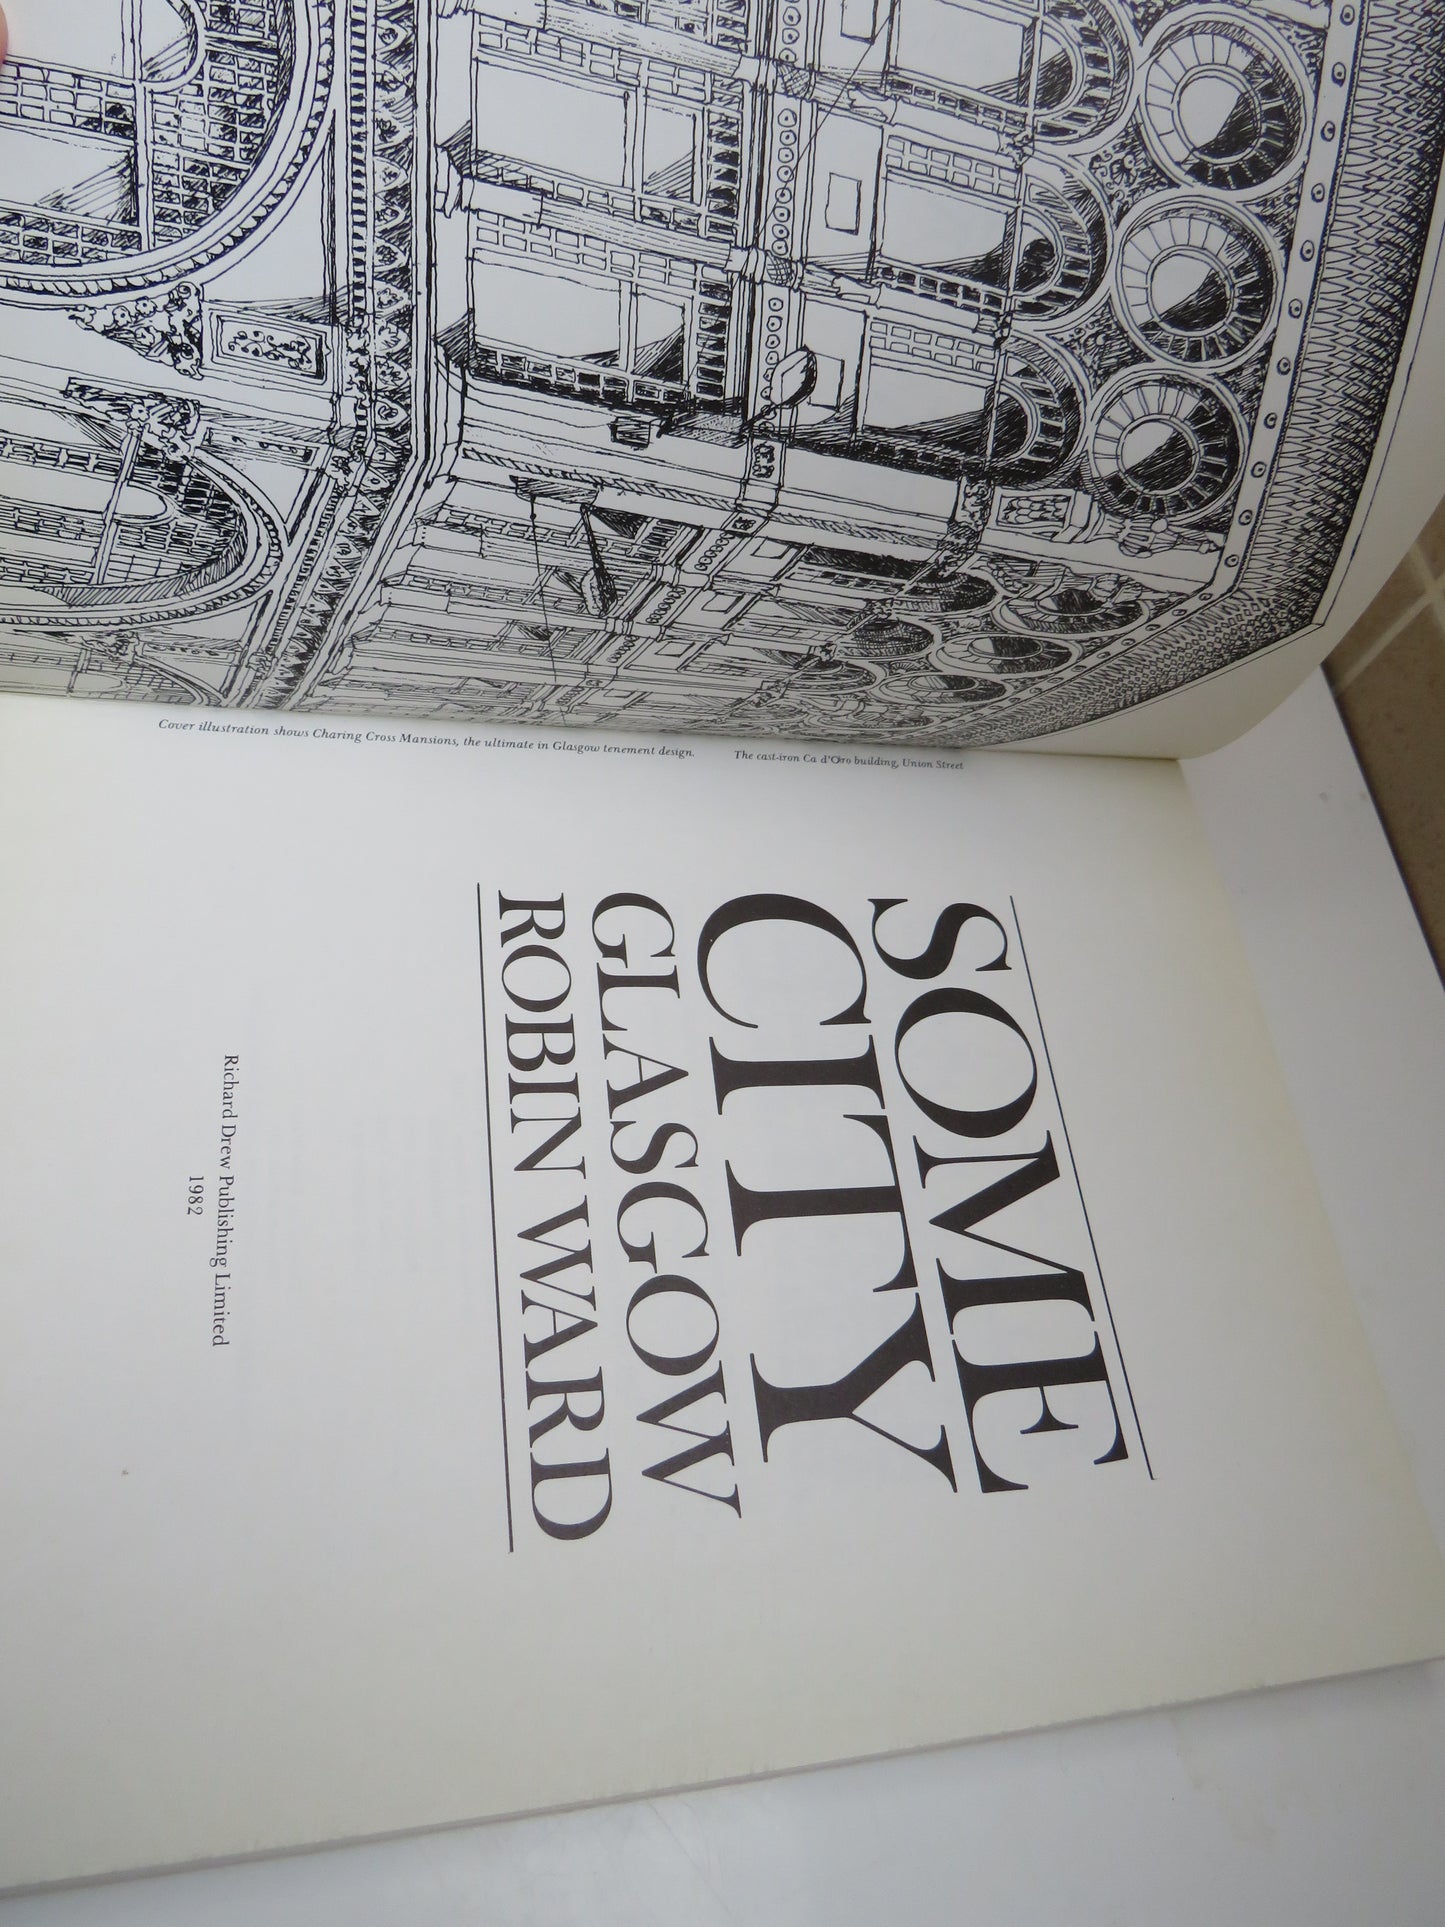 Cover illustration shows Charing Cross Mansions, the ultimate in Glasgow tenement design.
The cast-iron Ca d'Oro building, Union Street
SOME
CITY
GLASGOW
ROBIN WARD
Richard Drew Publishing Limited
1982